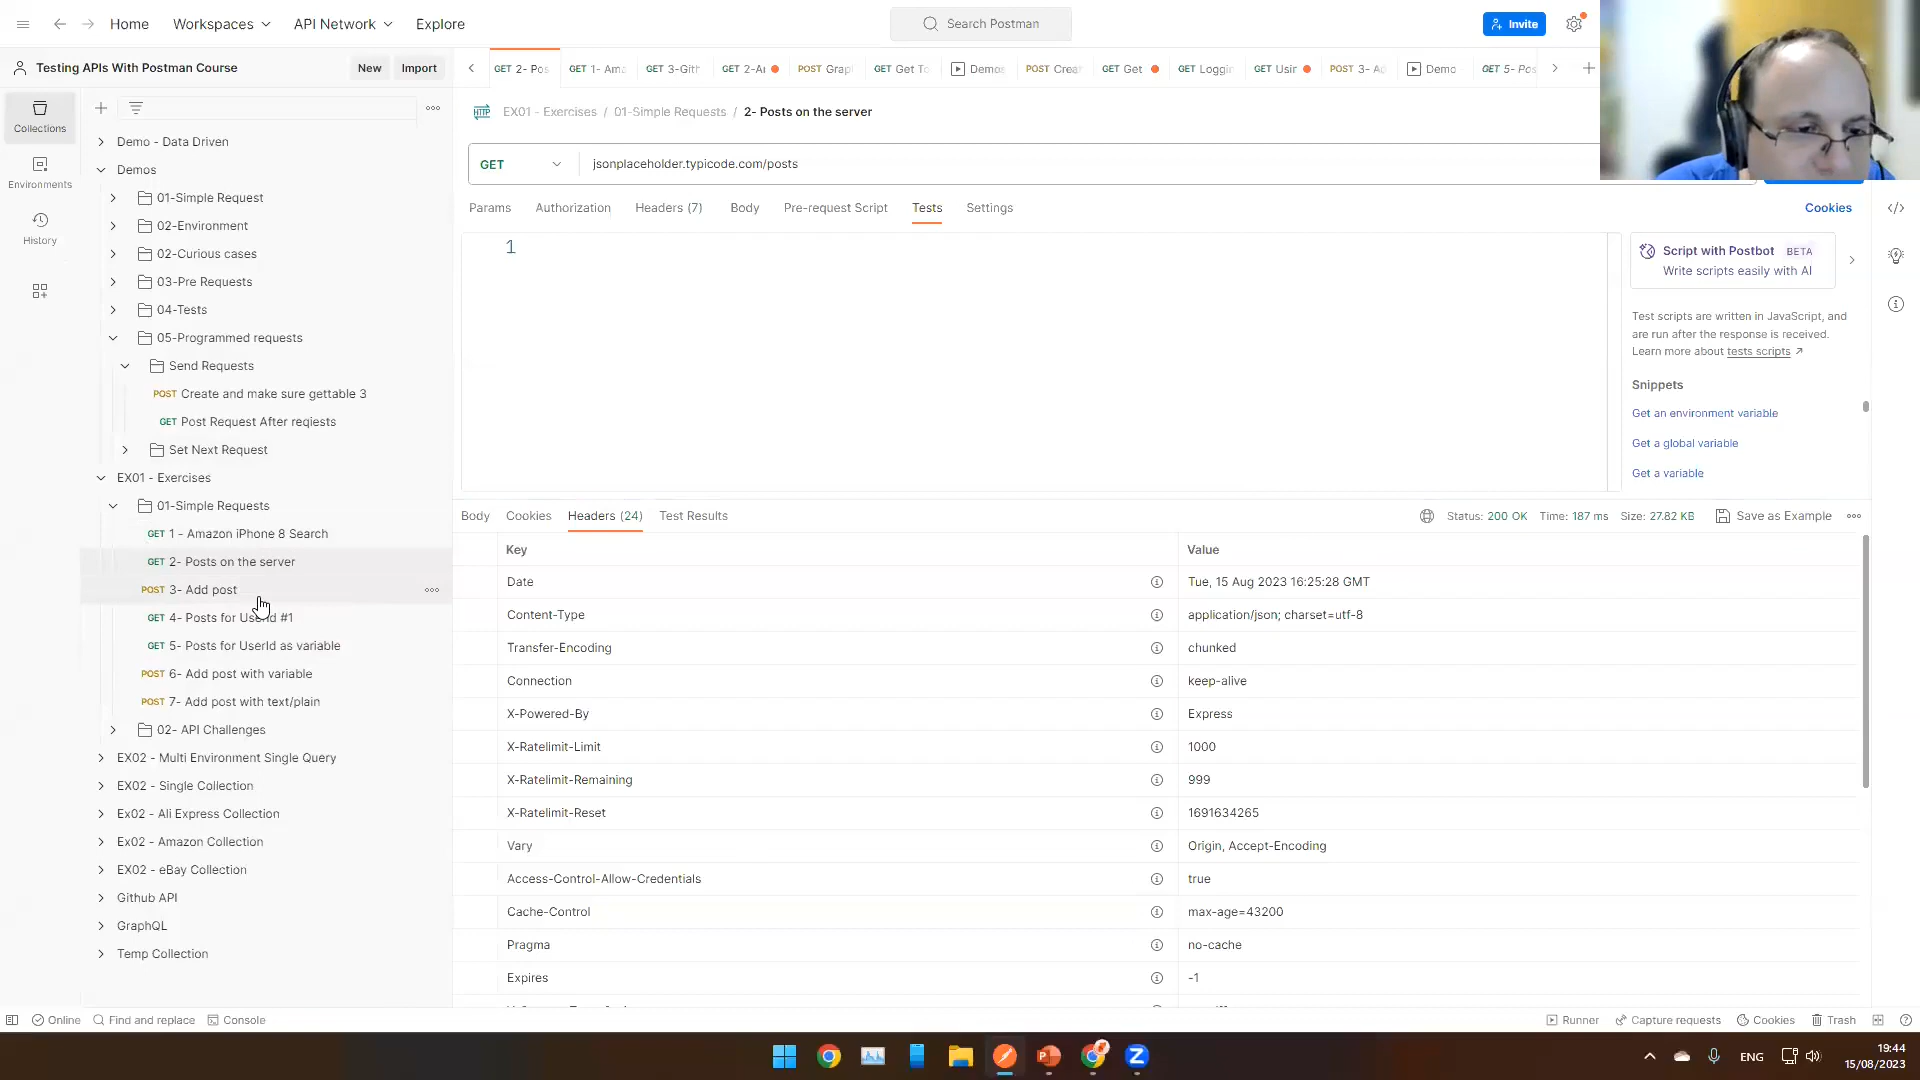 Home
Workspaces
API Network
Explore
Search Postman
Invite
Testing APIs With Postman Course
New
Import
GET 2- Pos
GET 1- Ama
GET 3-Gith
GET 2-Ar
POST Grap
GET Get To
Demos
POST Crea
GET Get
GET Loggin
GET Usin
POST 3- Ad
Demo
GET 5- Pos
Collections
Environments
History
Demo - Data Driven
Demos
01-Simple Request
02-Environment
02-Curious cases
03-Pre Requests
04-Tests
05-Programmed requests
Send Requests
POST Create and make sure gettable 3
GET Post Request After reqiests
Set Next Request
EX01 - Exercises
01-Simple Requests
GET 1 - Amazon iPhone 8 Search
GET 2- Posts on the server
POST 3- Add post
GET 4- Posts for UserId #1
GET 5- Posts for UserId as variable
POST 6- Add post with variable
POST 7- Add post with text/plain
02- API Challenges
EX02 - Multi Environment Single Query
EX02 - Single Collection
Ex02 - Ali Express Collection
Ex02 - Amazon Collection
EX02 - eBay Collection
Github API
GraphQL
Temp Collection
HTTP EX01 - Exercises / 01-Simple Requests / 2- Posts on the server
GET jsonplaceholder.typicode.com/posts
Params Authorization Headers (7) Body Pre-request Script Tests Settings Cookies
1
Script with Postbot BETA
Write scripts easily with AI
Test scripts are written in JavaScript, and
are run after the response is received.
Learn more about tests scripts
Snippets
Get an environment variable
Get a global variable
Get a variable
Body Cookies Headers (24) Test Results Status: 200 OK Time: 187 ms Size: 27.82 KB Save as Example
Key Value
Date Tue, 15 Aug 2023 16:25:28 GMT
Content-Type application/json; charset=utf-8
Transfer-Encoding chunked
Connection keep-alive
X-Powered-By Express
X-Ratelimit-Limit 1000
X-Ratelimit-Remaining 999
X-Ratelimit-Reset 1691634265
Vary Origin, Accept-Encoding
Access-Control-Allow-Credentials true
Cache-Control max-age=43200
Pragma no-cache
Expires -1
Online Find and replace Console Runner Capture requests Cookies Trash
ENG
19:44
15/08/2023